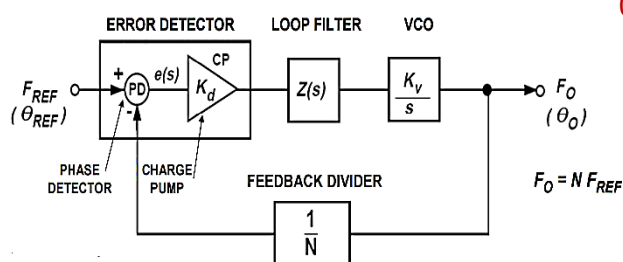 ERROR DETECTOR
LOOP FILTER
VCO
CP
F_REF
(θ_REF)
+
PD
-
e(s)
K_d
Z(s)
K_v
s
F_O
(θ_O)
PHASE
DETECTOR
CHARGE
PUMP
FEEDBACK DIVIDER
F_O = N F_REF
1
N